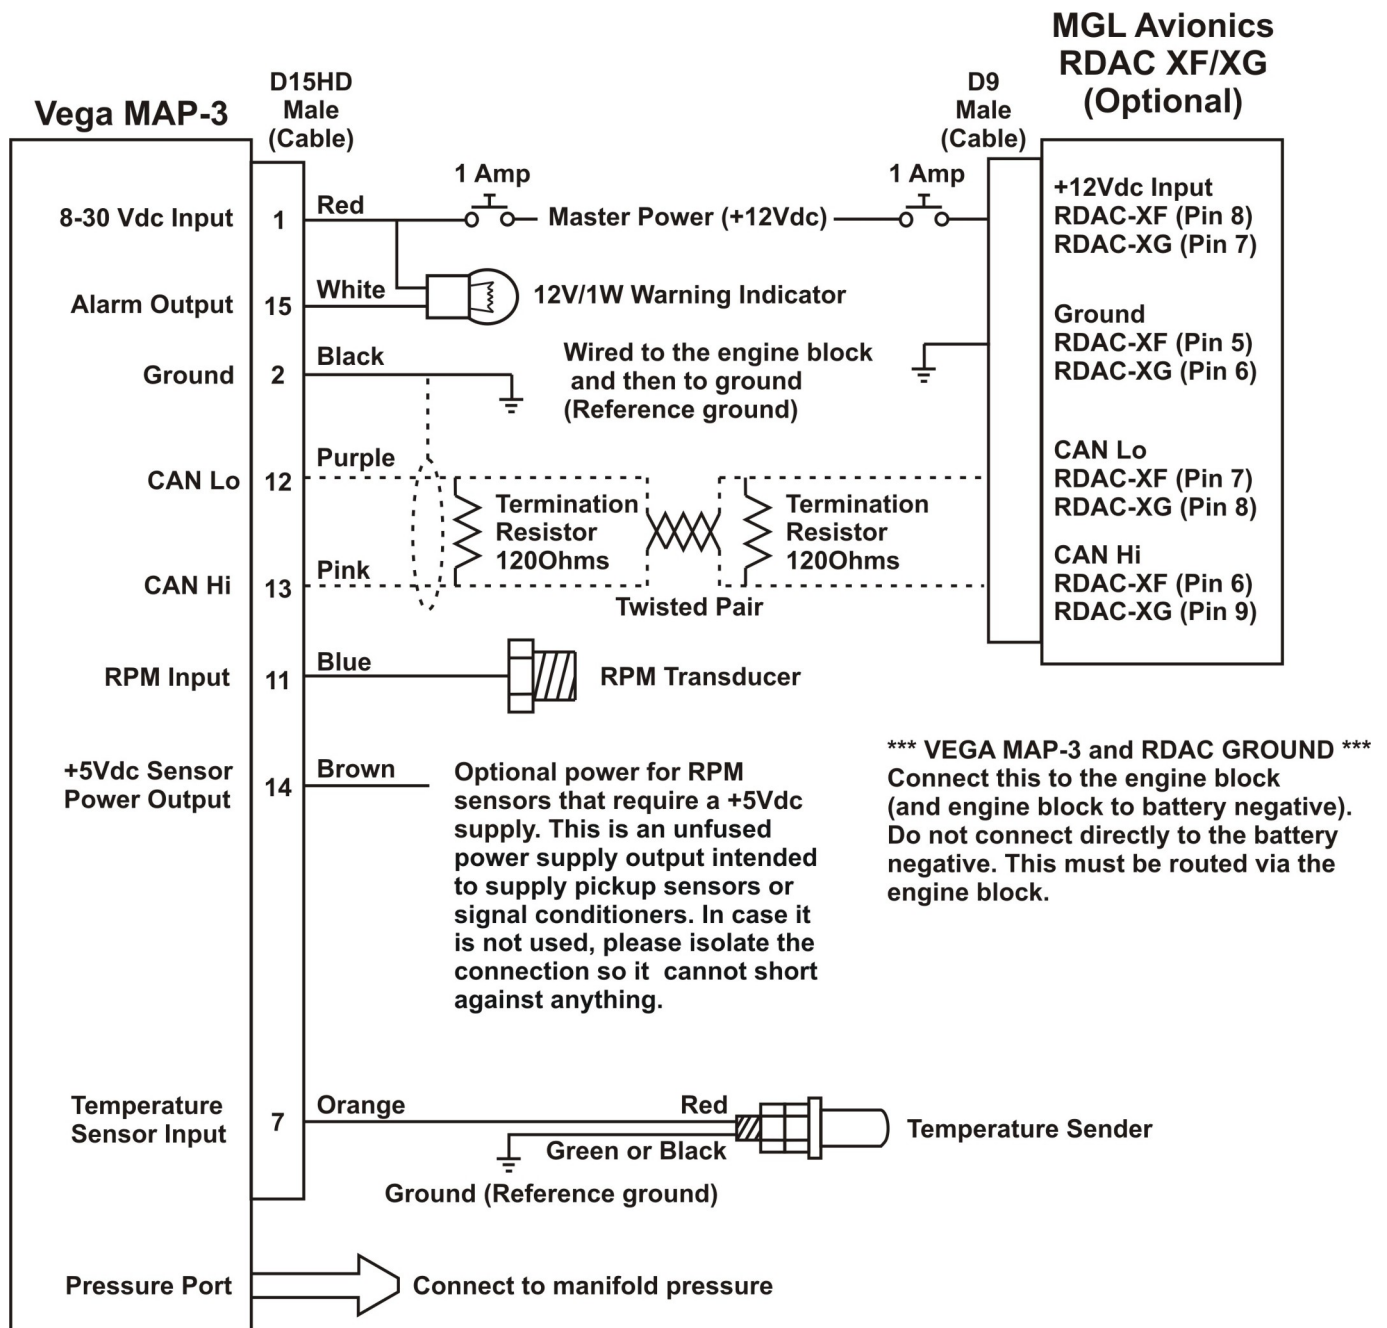 MGL Avionics
RDAC XF/XG
(Optional)
D15HD
Male
(Cable)
D9
Male
(Cable)
Vega MAP-3
8-30 Vdc Input
1
Red
1 Amp
Master Power (+12Vdc)
1 Amp
+12Vdc Input
RDAC-XF (Pin 8)
RDAC-XG (Pin 7)
Alarm Output
15
White
12V/1W Warning Indicator
Ground
2
Black
Wired to the engine block
and then to ground
(Reference ground)
Ground
RDAC-XF (Pin 5)
RDAC-XG (Pin 6)
CAN Lo
12
Purple
Termination
Resistor
120Ohms
Termination
Resistor
120Ohms
CAN Lo
RDAC-XF (Pin 7)
RDAC-XG (Pin 8)
CAN Hi
13
Pink
Twisted Pair
CAN Hi
RDAC-XF (Pin 6)
RDAC-XG (Pin 9)
RPM Input
11
Blue
RPM Transducer
+5Vdc Sensor
Power Output
14
Brown
Optional power for RPM
sensors that require a +5Vdc
supply. This is an unfused
power supply output intended
to supply pickup sensors or
signal conditioners. In case it
is not used, please isolate the
connection so it cannot short
against anything.
*** VEGA MAP-3 and RDAC GROUND ***
Connect this to the engine block
(and engine block to battery negative).
Do not connect directly to the battery
negative. This must be routed via the
engine block.
Temperature
Sensor Input
7
Orange
Red
Green or Black
Temperature Sender
Ground (Reference ground)
Pressure Port
Connect to manifold pressure